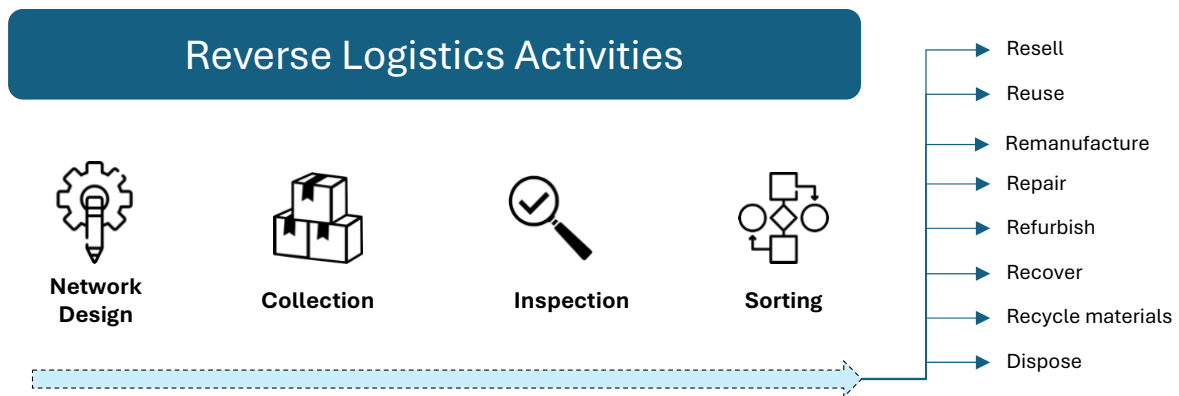 Reverse Logistics Activities
Network
Design
Collection
Inspection
Sorting
Resell
Reuse
Remanufacture
Repair
Refurbish
Recover
Recycle materials
Dispose